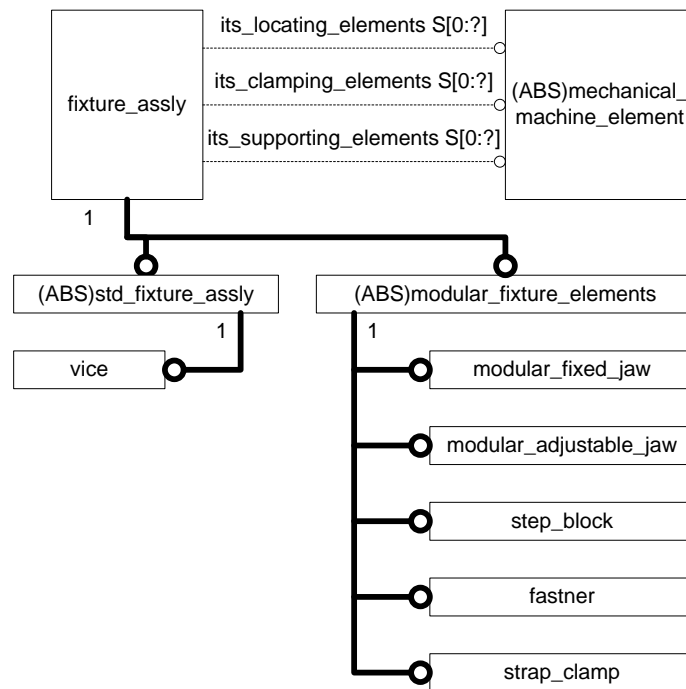 its_locating_elements S[0:?]
fixture_assly
its_clamping_elements S[0:?]
(ABS)mechanical_
machine_element
its_supporting_elements S[0:?]
1
(ABS)std_fixture_assly
(ABS)modular_fixture_elements
1
1
vice
modular_fixed_jaw
modular_adjustable_jaw
step_block
fastner
strap_clamp